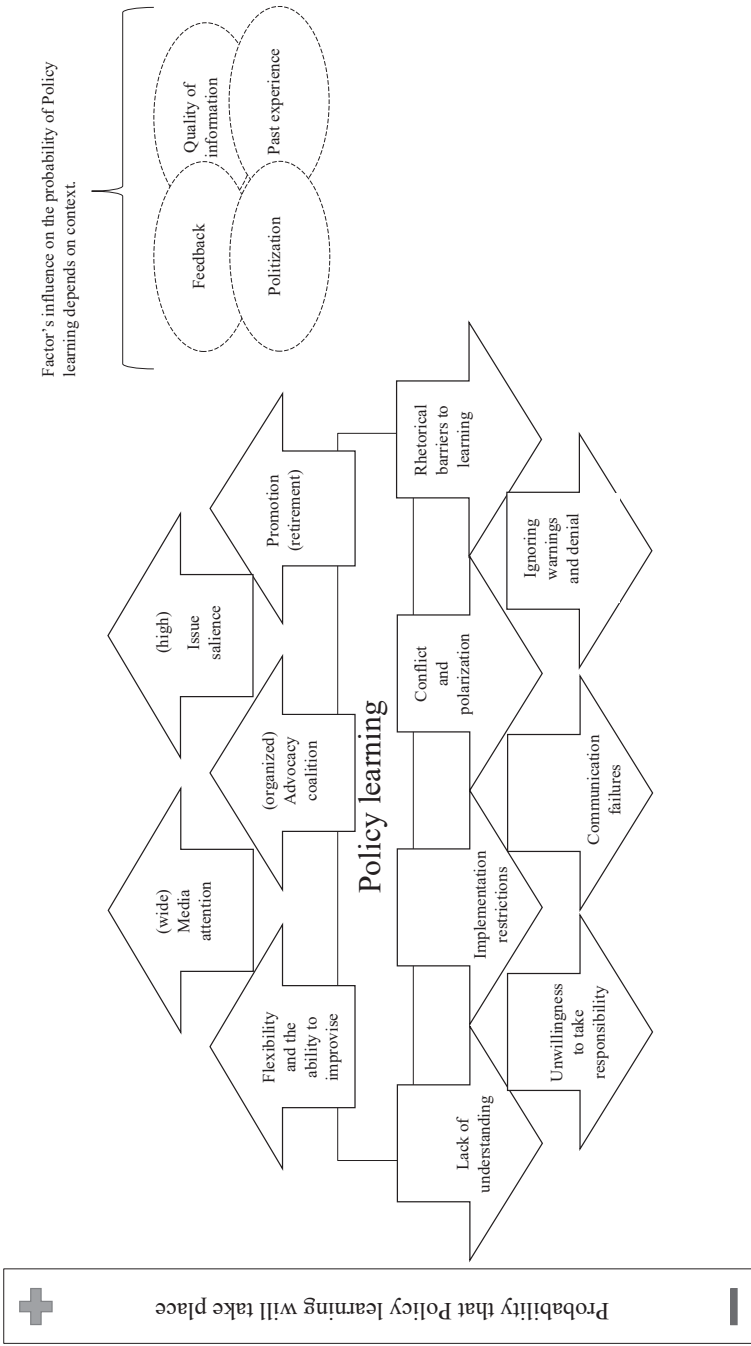 Probability that Policy learning will take place
Flexibility
and the
ability to
improvise
(wide)
Media
attention
(organized)
Advocacy
coalition
(high)
Issue
salience
Promotion
(retirement)
Policy learning
Lack of
understanding
Implementation
restrictions
Conflict
and
polarization
Rhetorical
barriers to
learning
Unwillingness
to take
responsibility
Communication
failures
Ignoring
warnings
and denial
Factor’s influence on the probability of Policy
learning depends on context.
Feedback
Quality of
information
Politization
Past experience